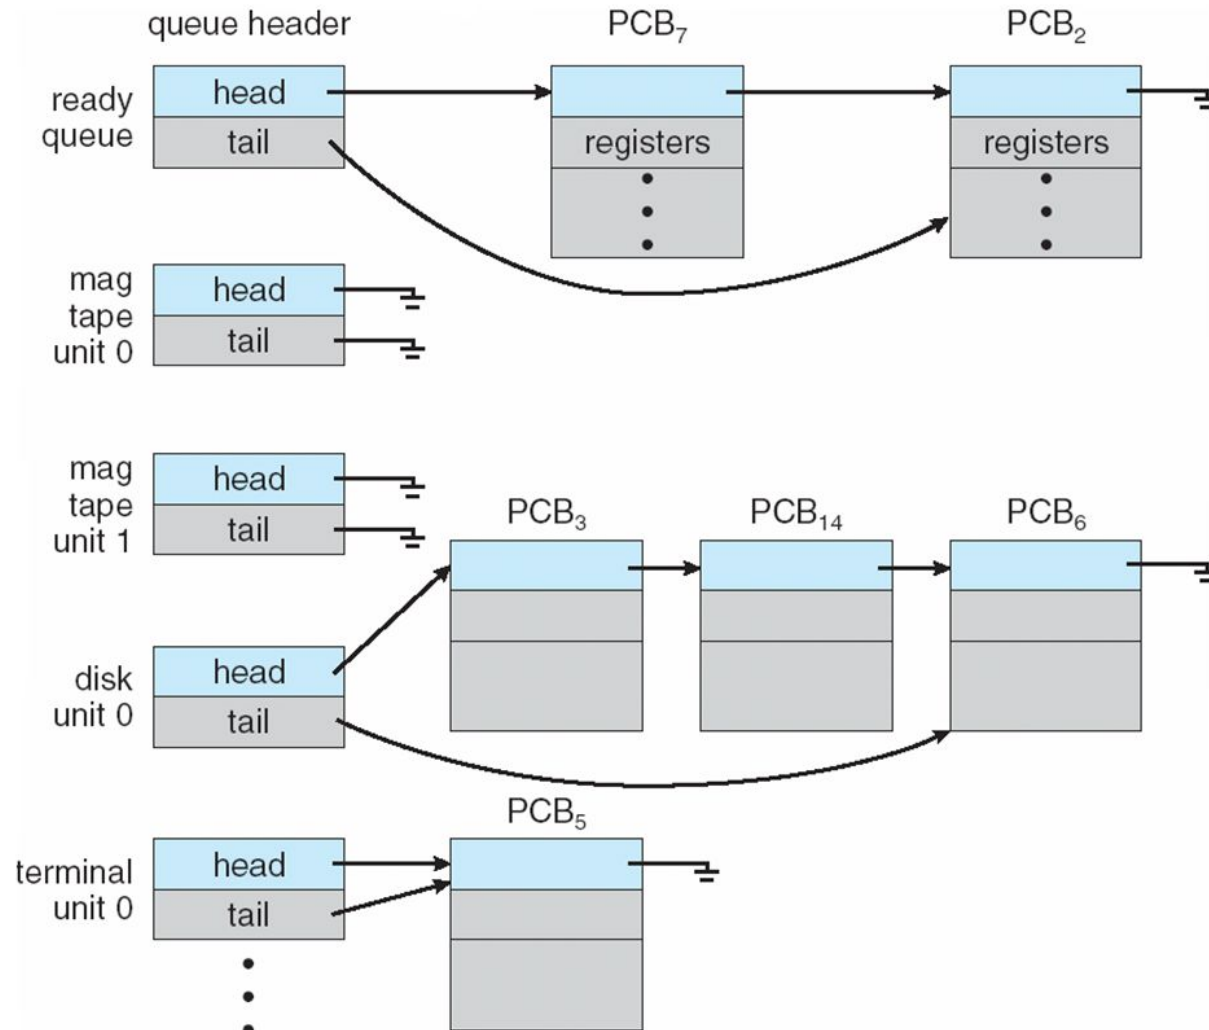 queue header
PCB₇
PCB₂
ready
queue
head
tail
registers
registers
mag
tape
unit 0
head
tail
mag
tape
unit 1
head
tail
PCB₃
PCB₁₄
PCB₆
disk
unit 0
head
tail
PCB₅
terminal
unit 0
head
tail